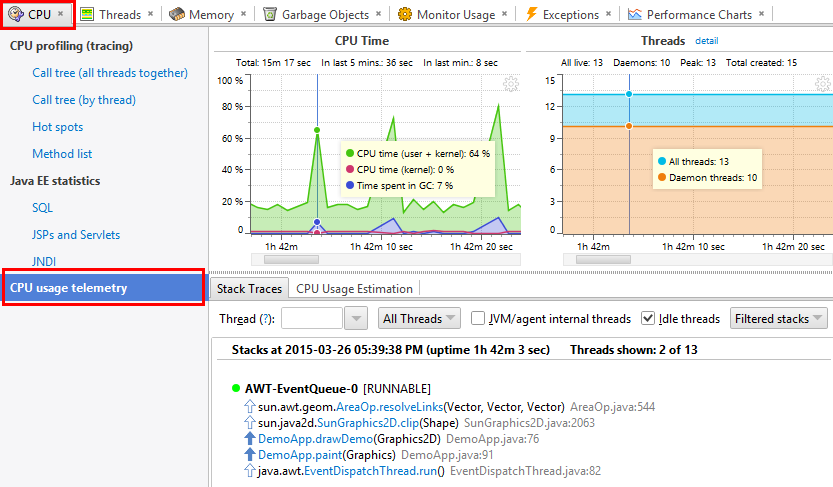 CPU × Threads × Memory × Garbage Objects × Monitor Usage × Exceptions × Performance Charts ×
CPU profiling (tracing)
Call tree (all threads together)
Call tree (by thread)
Hot spots
Method list
Java EE statistics
SQL
JSPs and Servlets
JNDI
CPU usage telemetry
CPU Time
Total: 15m 17 sec In last 5 mins.: 36 sec In last min.: 8 sec
100 %
80 %
60 %
40 %
20 %
0
CPU time (user + kernel): 64 %
CPU time (kernel): 0 %
Time spent in GC: 7 %
1h 42m 1h 42m 10 sec 1h 42m 20 sec
Threads detail
All live: 13 Daemons: 10 Peak: 13 Total created: 15
15
12
9
6
3
0
All threads: 13
Daemon threads: 10
1h 42m 1h 42m 10 sec 1h 42m 20 sec
Stack Traces CPU Usage Estimation
Thread (?): All Threads JVM/agent internal threads Idle threads Filtered stacks
Stacks at 2015-03-26 05:39:38 PM (uptime 1h 42m 3 sec) Threads shown: 2 of 13
AWT-EventQueue-0 [RUNNABLE]
sun.awt.geom.AreaOp.resolveLinks(Vector, Vector, Vector) AreaOp.java:544
sun.java2d.SunGraphics2D.clip(Shape) SunGraphics2D.java:2063
DemoApp.drawDemo(Graphics2D) DemoApp.java:76
DemoApp.paint(Graphics) DemoApp.java:91
java.awt.EventDispatchThread.run() EventDispatchThread.java:82